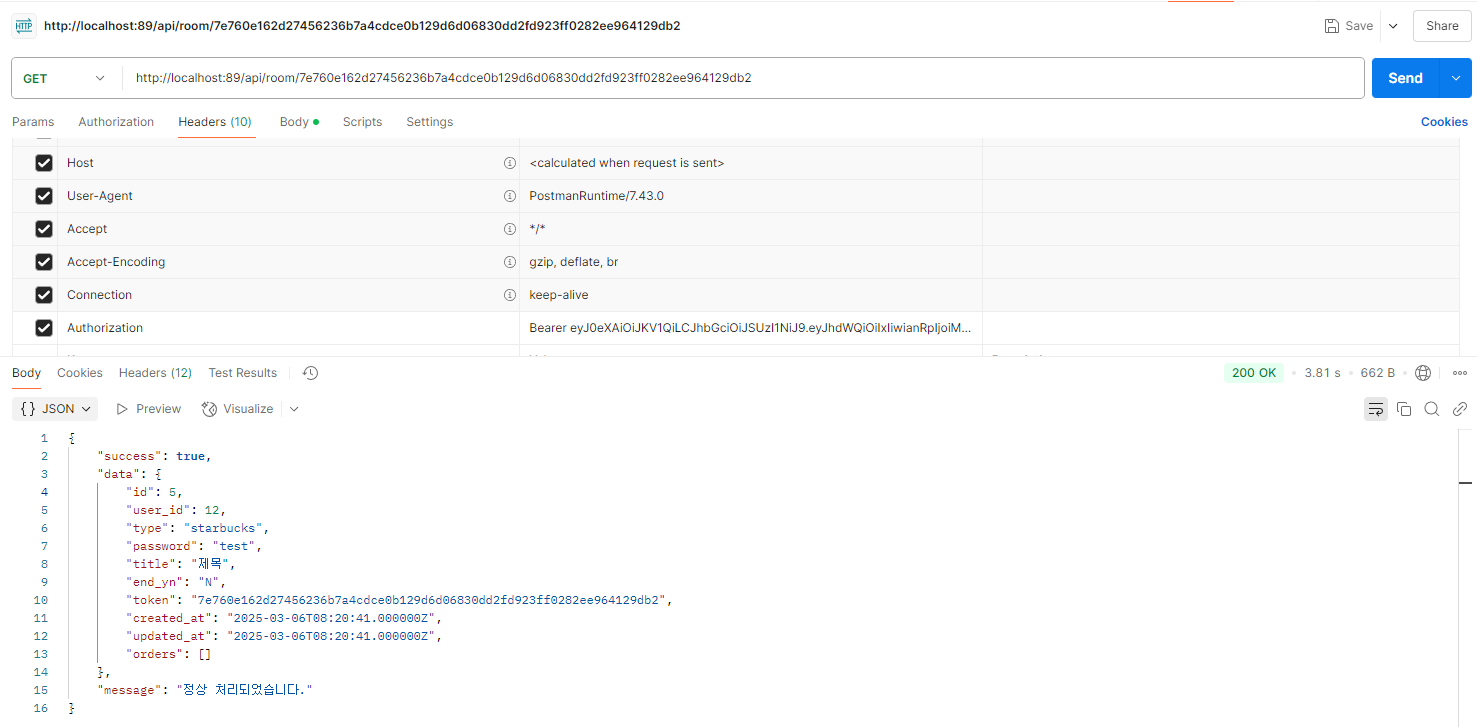 HTTP http://localhost:89/api/room/7e760e162d27456236b7a4cdce0b129d6d06830dd2fd923ff0282ee964129db2 Save Share
GET http://localhost:89/api/room/7e760e162d27456236b7a4cdce0b129d6d06830dd2fd923ff0282ee964129db2 Send
Params Authorization Headers (10) Body Scripts Settings Cookies
Host <calculated when request is sent>
User-Agent PostmanRuntime/7.43.0
Accept */*
Accept-Encoding gzip, deflate, br
Connection keep-alive
Authorization Bearer eyJ0eXAiOiJKV1QiLCJhbGciOiJSUzI1NiJ9.eyJhdWQiOiIxIiwianRpIjoiM...
Body Cookies Headers (12) Test Results 200 OK • 3.81 s • 662 B •
{} JSON Preview Visualize
1 {
2 "success": true,
3 "data": {
4 "id": 5,
5 "user_id": 12,
6 "type": "starbucks",
7 "password": "test",
8 "title": "제목",
9 "end_yn": "N",
10 "token": "7e760e162d27456236b7a4cdce0b129d6d06830dd2fd923ff0282ee964129db2",
11 "created_at": "2025-03-06T08:20:41.000000Z",
12 "updated_at": "2025-03-06T08:20:41.000000Z",
13 "orders": []
14 },
15 "message": "정상 처리되었습니다."
16 }